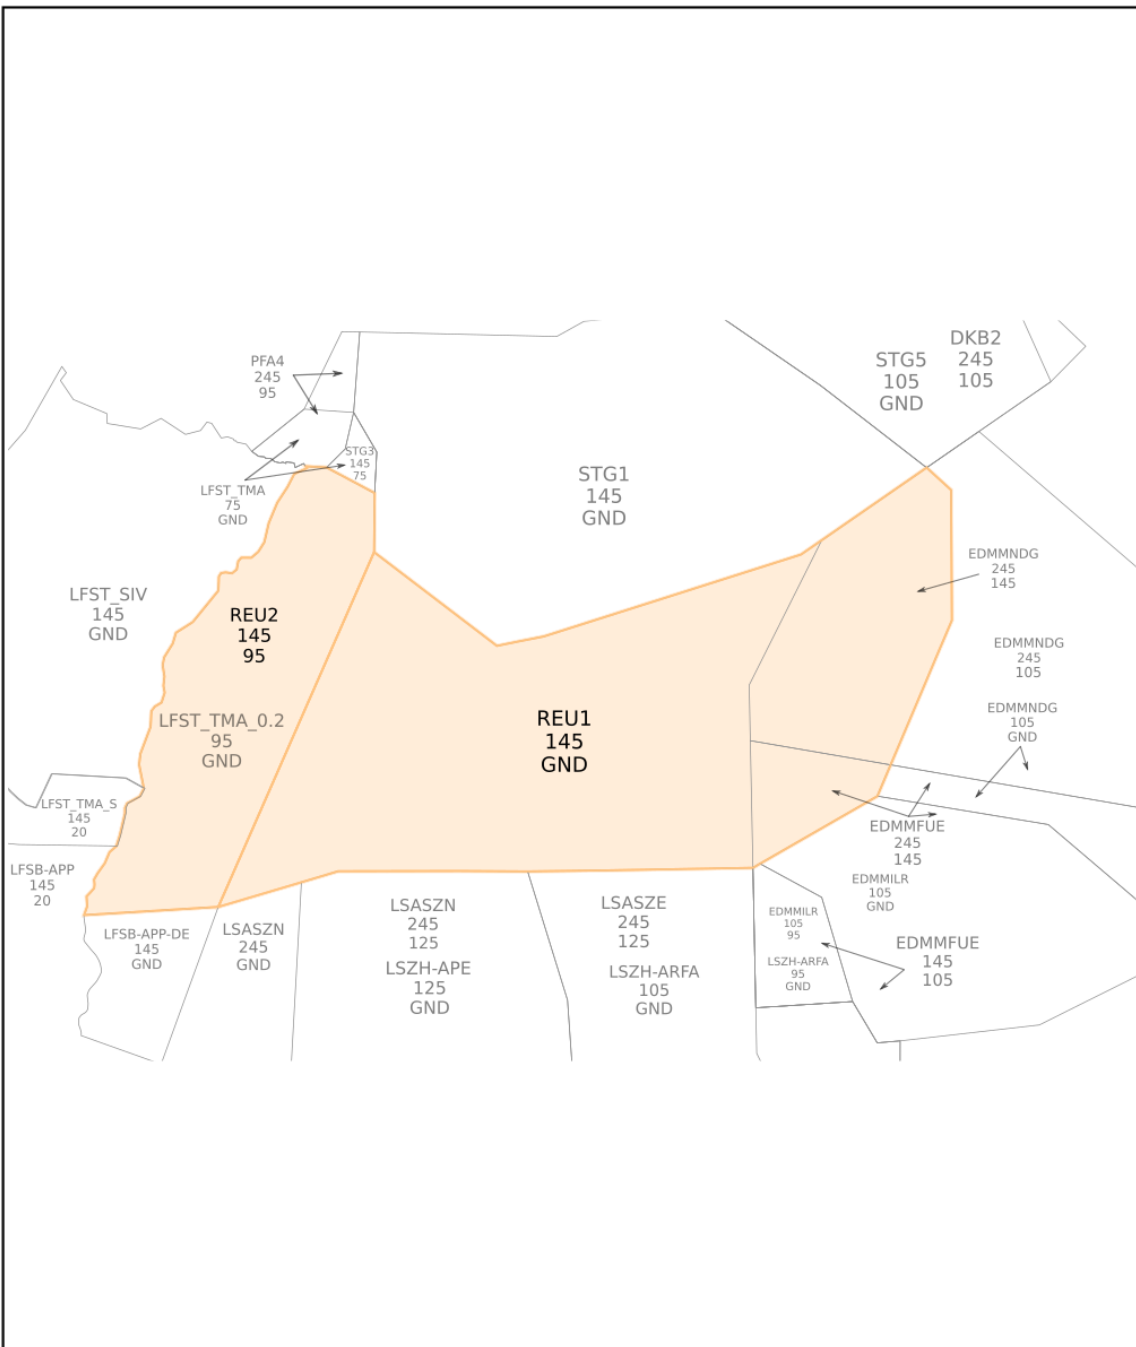 DKB2
245
105
STG5
105
GND
PFA4
245
95
STG3
145
75
STG1
145
GND
LFST_TMA
75
GND
EDMMNDG
245
145
LFST_SIV
145
GND
REU2
145
95
EDMMNDG
245
105
EDMMNDG
105
GND
LFST_TMA_0.2
95
GND
REU1
145
GND
LFST_TMA_S
145
20
EDMMFUE
245
145
LFSB-APP
145
20
EDMMILR
105
GND
LSASZN
245
125
LSZH-APE
125
GND
LSASZE
245
125
LSZH-ARFA
105
GND
EDMMILR
105
95
LSZH-ARFA
95
GND
LFSB-APP-DE
145
GND
LSASZN
245
GND
EDMMFUE
145
105